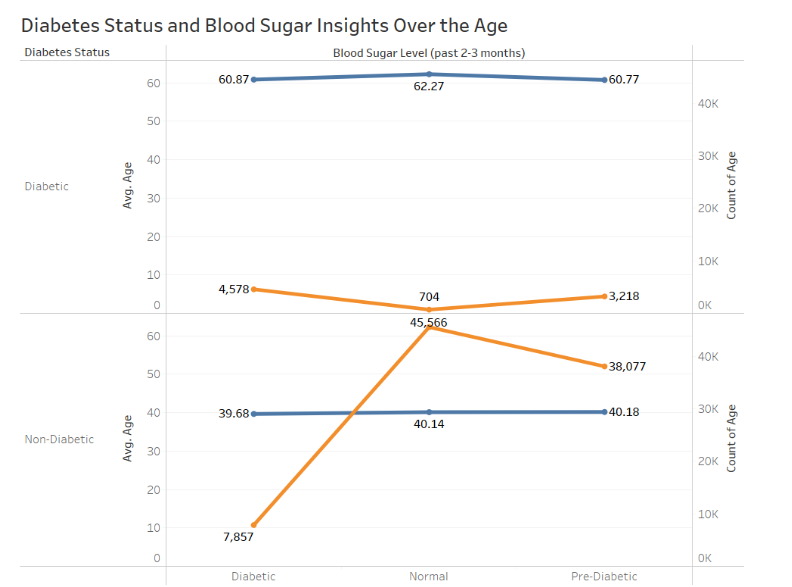 Diabetes Status and Blood Sugar Insights Over the Age
Diabetes Status
Blood Sugar Level (past 2-3 months)
Diabetic
Avg. Age
60
50
40
30
20
10
0
60.87
62.27
60.77
4,578
704
3,218
40K
30K
20K
10K
0K
Count of Age
Non-Diabetic
Avg. Age
60
50
40
30
20
10
0
45,566
38,077
39.68
40.14
40.18
7,857
40K
30K
20K
10K
0K
Count of Age
Diabetic
Normal
Pre-Diabetic